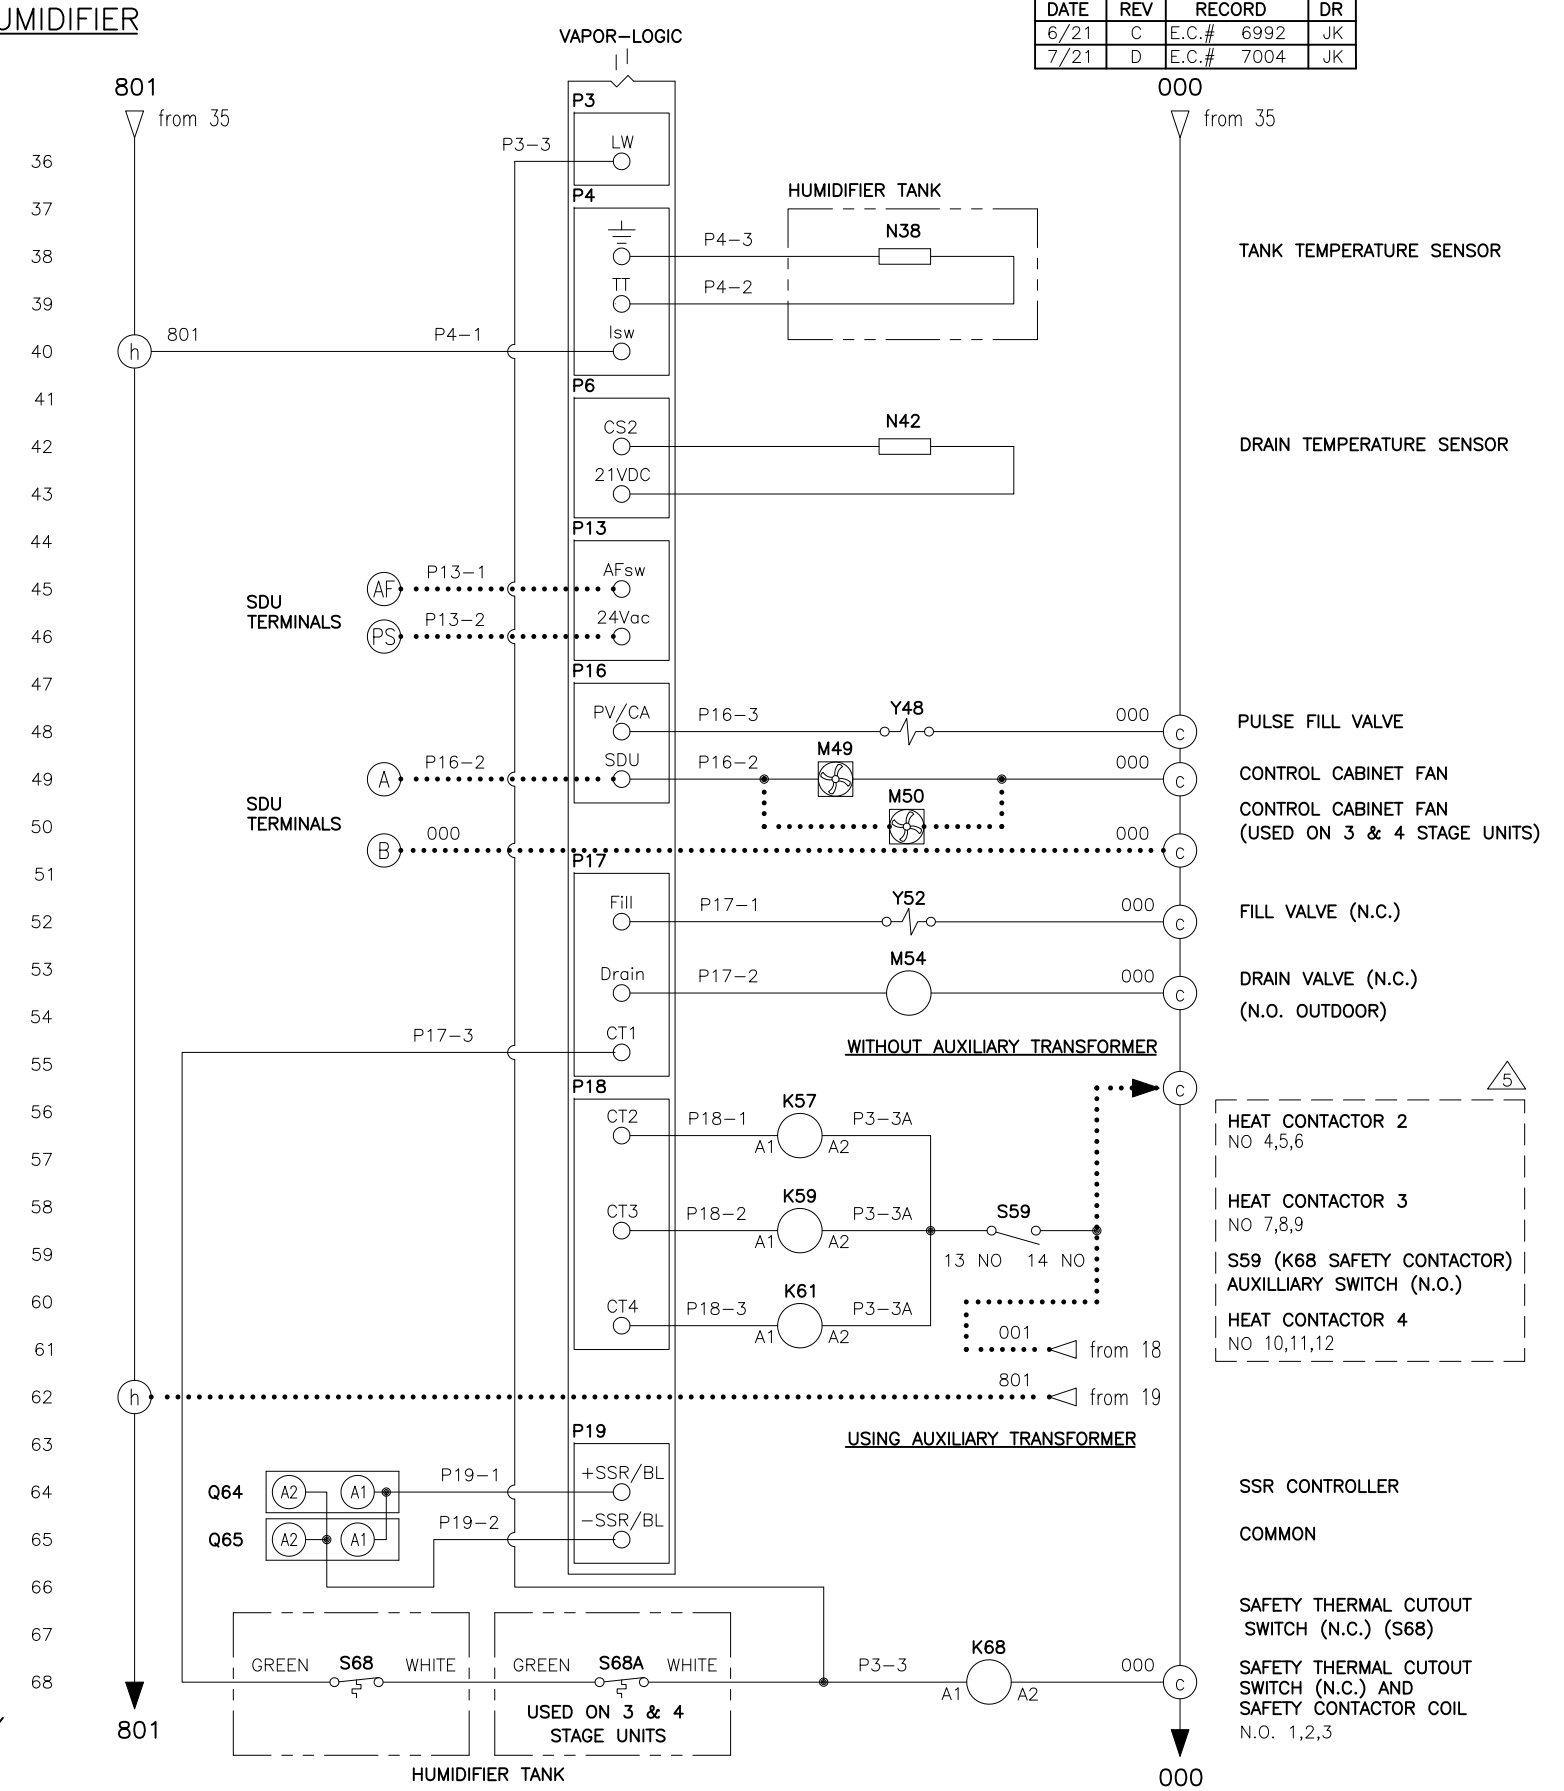 UMIDIFIER
DATE REV RECORD DR
6/21 C E.C.# 6992 JK
7/21 D E.C.# 7004 JK
VAPOR-LOGIC
801
from 35
000
from 35
P3
36
P3-3
LW
37
P4
HUMIDIFIER TANK
38
P4-3
N38
TANK TEMPERATURE SENSOR
39
TT
P4-2
40
h
801
P4-1
Isw
41
P6
42
CS2
N42
DRAIN TEMPERATURE SENSOR
43
21VDC
44
P13
45
SDU
TERMINALS
AF
P13-1
AFsw
46
PS
P13-2
24Vac
47
P16
48
PV/CA
P16-3
Y48
000
c
PULSE FILL VALVE
49
A
P16-2
SDU
P16-2
M49
000
c
CONTROL CABINET FAN
50
SDU
TERMINALS
M50
CONTROL CABINET FAN
(USED ON 3 & 4 STAGE UNITS)
B
000
000
c
51
P17
52
Fill
P17-1
Y52
000
c
FILL VALVE (N.C.)
53
Drain
P17-2
M54
000
c
DRAIN VALVE (N.C.)
54
(N.O. OUTDOOR)
55
P17-3
CT1
WITHOUT AUXILIARY TRANSFORMER
c
5
56
P18
CT2
P18-1
K57
P3-3A
A1
A2
HEAT CONTACTOR 2
NO 4,5,6
57
58
CT3
P18-2
K59
P3-3A
A1
A2
S59
13 NO
14 NO
HEAT CONTACTOR 3
NO 7,8,9
59
S59 (K68 SAFETY CONTACTOR)
AUXILLIARY SWITCH (N.O.)
60
CT4
P18-3
K61
P3-3A
A1
A2
HEAT CONTACTOR 4
NO 10,11,12
61
001
from 18
62
h
801
from 19
63
P19
USING AUXILIARY TRANSFORMER
64
Q64
A2
A1
P19-1
+SSR/BL
SSR CONTROLLER
65
Q65
A2
A1
P19-2
-SSR/BL
COMMON
66
SAFETY THERMAL CUTOUT
SWITCH (N.C.) (S68)
67
68
GREEN
S68
WHITE
GREEN
S68A
WHITE
P3-3
K68
A1
A2
000
c
SAFETY THERMAL CUTOUT
SWITCH (N.C.) AND
SAFETY CONTACTOR COIL
N.O. 1,2,3
USED ON 3 & 4
STAGE UNITS
801
HUMIDIFIER TANK
000